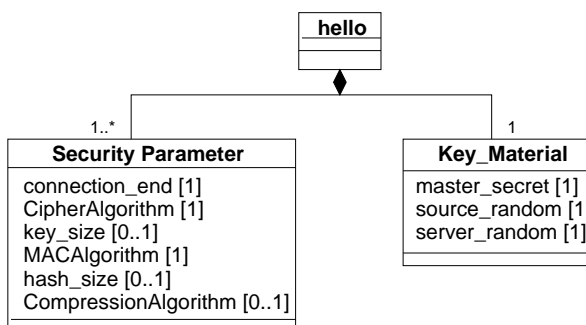 hello
1..*
1
Security Parameter
connection_end [1]
CipherAlgorithm [1]
key_size [0..1]
MACAlgorithm [1]
hash_size [0..1]
CompressionAlgorithm [0..1]
Key_Material
master_secret [1]
source_random [1
server_random [1]